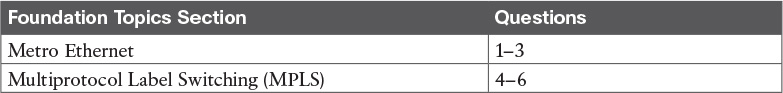 Foundation Topics Section Questions
Metro Ethernet 1–3
Multiprotocol Label Switching (MPLS) 4–6